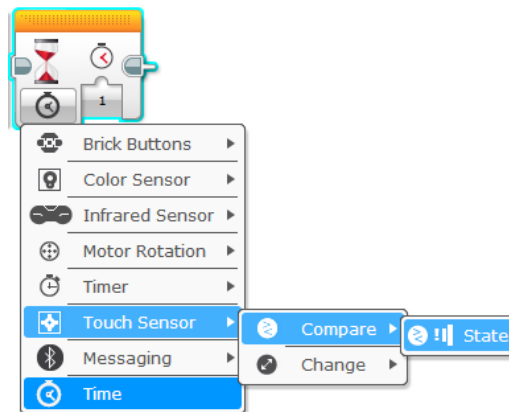 1
Brick Buttons
Color Sensor
Infrared Sensor
Motor Rotation
Timer
Touch Sensor
Compare
State
Messaging
Change
Time